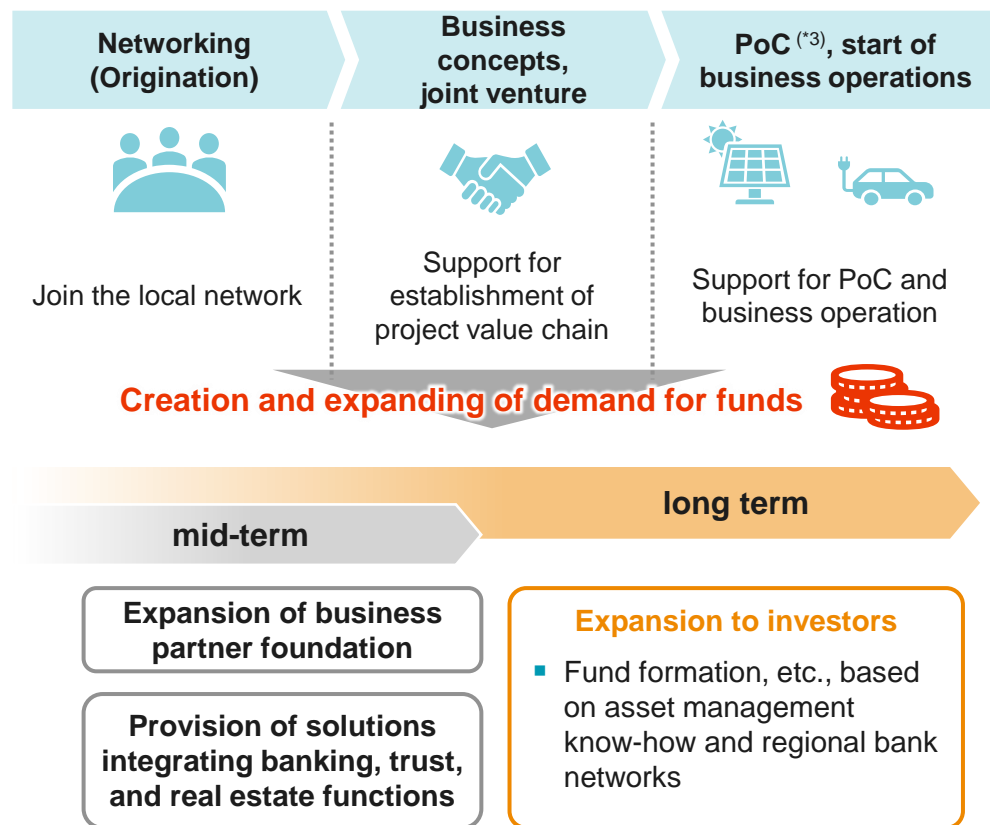 Networking
(Origination)
Business
concepts,
joint venture
PoC (*3), start of
business operations
Join the local network
Support for
establishment of
project value chain
Support for PoC and
business operation
Creation and expanding of demand for funds
long term
mid-term
Expansion of business
partner foundation
Provision of solutions
integrating banking, trust,
and real estate functions
Expansion to investors
■ Fund formation, etc., based
on asset management
know-how and regional bank
networks